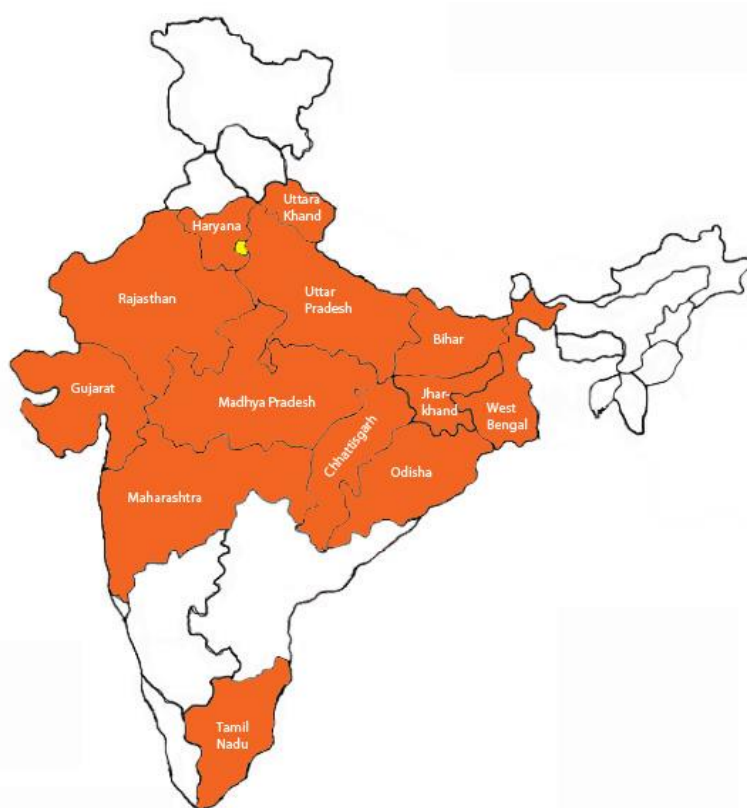 Uttara
Khand
Haryana
Rajasthan
Uttar
Pradesh
Bihar
Gujarat
Madhya Pradesh
Jhar-
khand
West
Bengal
Chhattisgarh
Odisha
Maharashtra
Tamil
Nadu